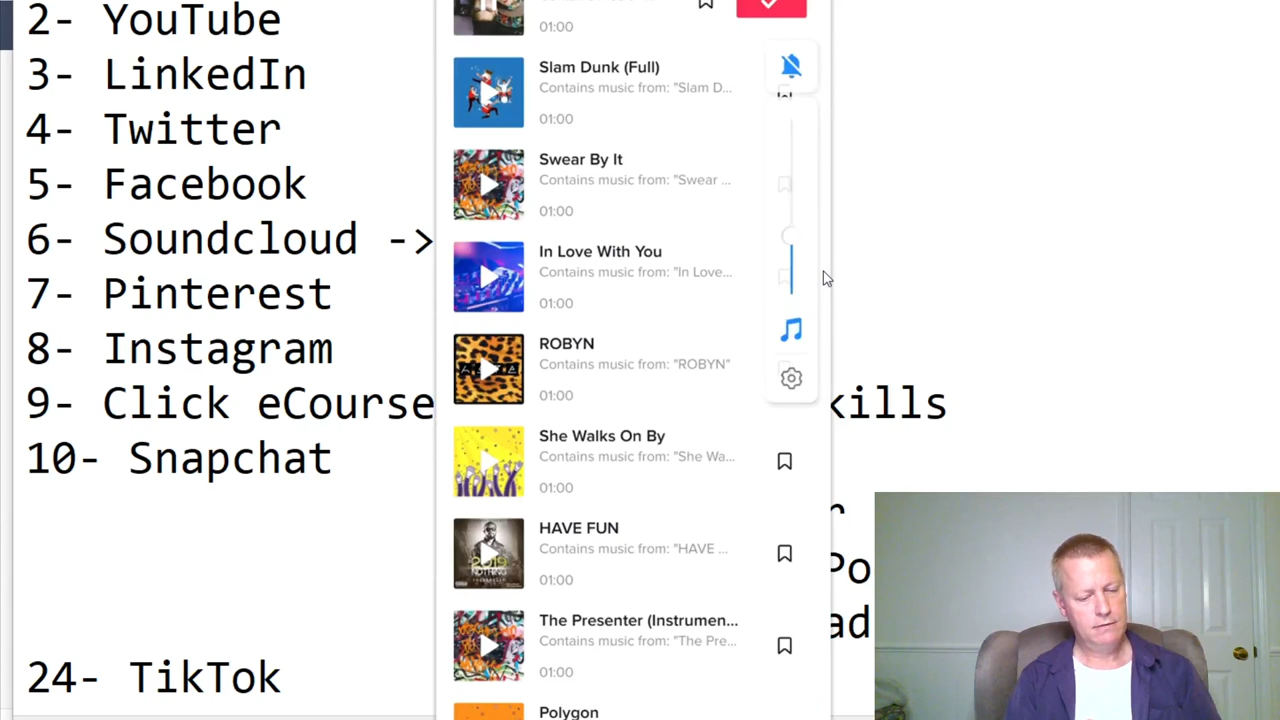 2- YouTube
3- LinkedIn
4- Twitter
5- Facebook
6- Soundcloud ->
7- Pinterest
8- Instagram
9- Click eCourse
kills
10- Snapchat
r
Po
ad
24- TikTok
01:00
Slam Dunk (Full)
Contains music from: "Slam D...
01:00
Swear By It
Contains music from: "Swear ...
01:00
In Love With You
Contains music from: "In Love...
01:00
ROBYN
Contains music from: "ROBYN"
01:00
She Walks On By
Contains music from: "She Wa...
01:00
HAVE FUN
Contains music from: "HAVE ...
01:00
The Presenter (Instrumen...
Contains music from: "The Pre...
01:00
Polygon